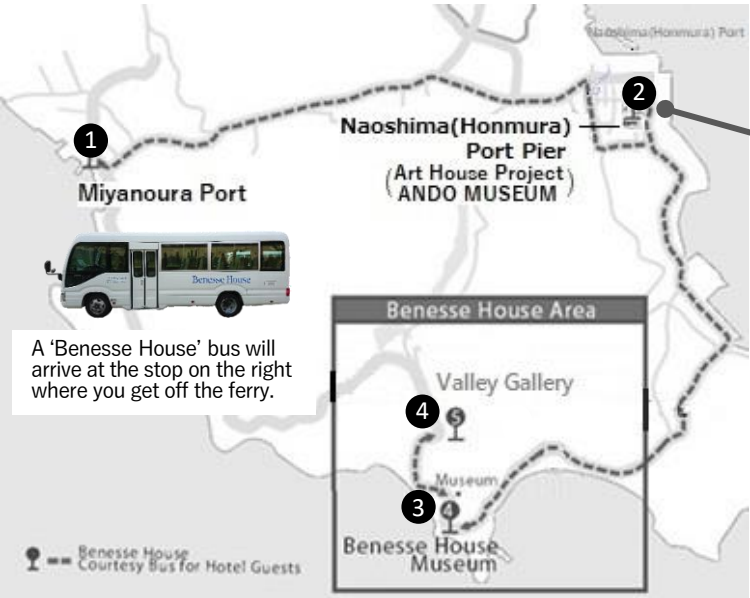 Naoshima(Honmura) Port
2
1
Naoshima(Honmura)
Port Pier
(Art House Project)
ANDO MUSEUM
Miyanoura Port
Benesse House
A ‘Benesse House’ bus will
arrive at the stop on the right
where you get off the ferry.
Benesse House Area
Valley Gallery
4
5
Museum
3
4
Benesse House
Museum
Benesse House
Courtesy Bus for Hotel Guests